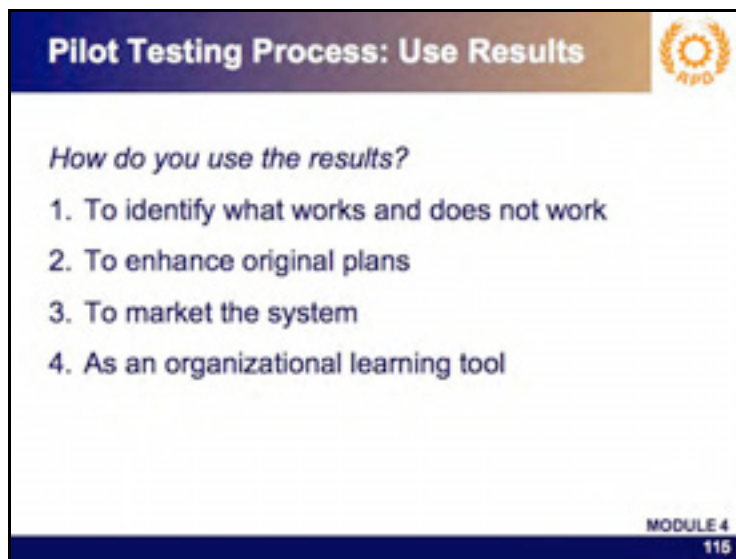 Pilot Testing Process: Use Results
RPG
How do you use the results?
1. To identify what works and does not work
2. To enhance original plans
3. To market the system
4. As an organizational learning tool
MODULE 4
115